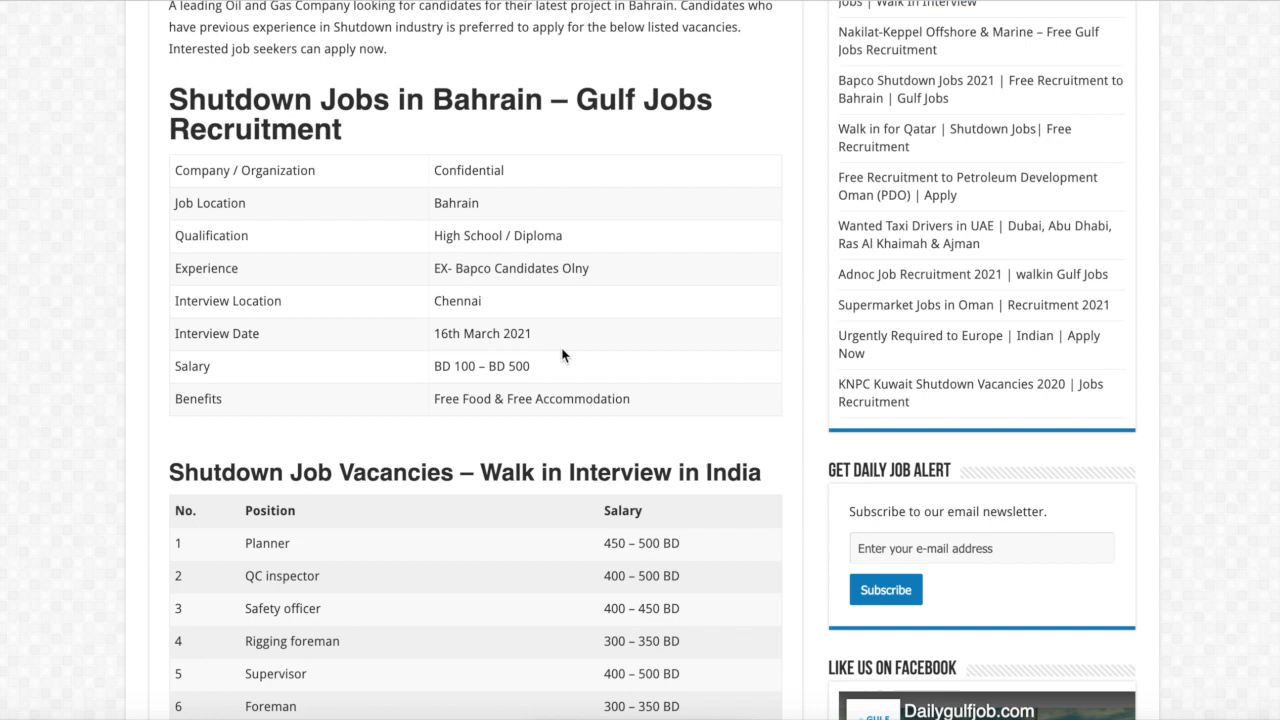 A leading Oil and Gas Company looking for candidates for their latest project in Bahrain. Candidates who
have previous experience in Shutdown industry is preferred to apply for the below listed vacancies.
Interested job seekers can apply now.
Shutdown Jobs in Bahrain – Gulf Jobs
Recruitment
Company / Organization Confidential
Job Location Bahrain
Qualification High School / Diploma
Experience EX- Bapco Candidates Olny
Interview Location Chennai
Interview Date 16th March 2021
Salary BD 100 – BD 500
Benefits Free Food & Free Accommodation
Shutdown Job Vacancies – Walk in Interview in India
No. Position Salary
1 Planner 450 – 500 BD
2 QC inspector 400 – 500 BD
3 Safety officer 400 – 450 BD
4 Rigging foreman 300 – 350 BD
5 Supervisor 400 – 500 BD
6 Foreman 300 – 350 BD
Jobs | Walk In Interview
Nakilat-Keppel Offshore & Marine – Free Gulf
Jobs Recruitment
Bapco Shutdown Jobs 2021 | Free Recruitment to
Bahrain | Gulf Jobs
Walk in for Qatar | Shutdown Jobs| Free
Recruitment
Free Recruitment to Petroleum Development
Oman (PDO) | Apply
Wanted Taxi Drivers in UAE | Dubai, Abu Dhabi,
Ras Al Khaimah & Ajman
Adnoc Job Recruitment 2021 | walkin Gulf Jobs
Supermarket Jobs in Oman | Recruitment 2021
Urgently Required to Europe | Indian | Apply
Now
KNPC Kuwait Shutdown Vacancies 2020 | Jobs
Recruitment
GET DAILY JOB ALERT
Subscribe to our email newsletter.
Enter your e-mail address
Subscribe
LIKE US ON FACEBOOK
GULF
Dailygulfjob.com